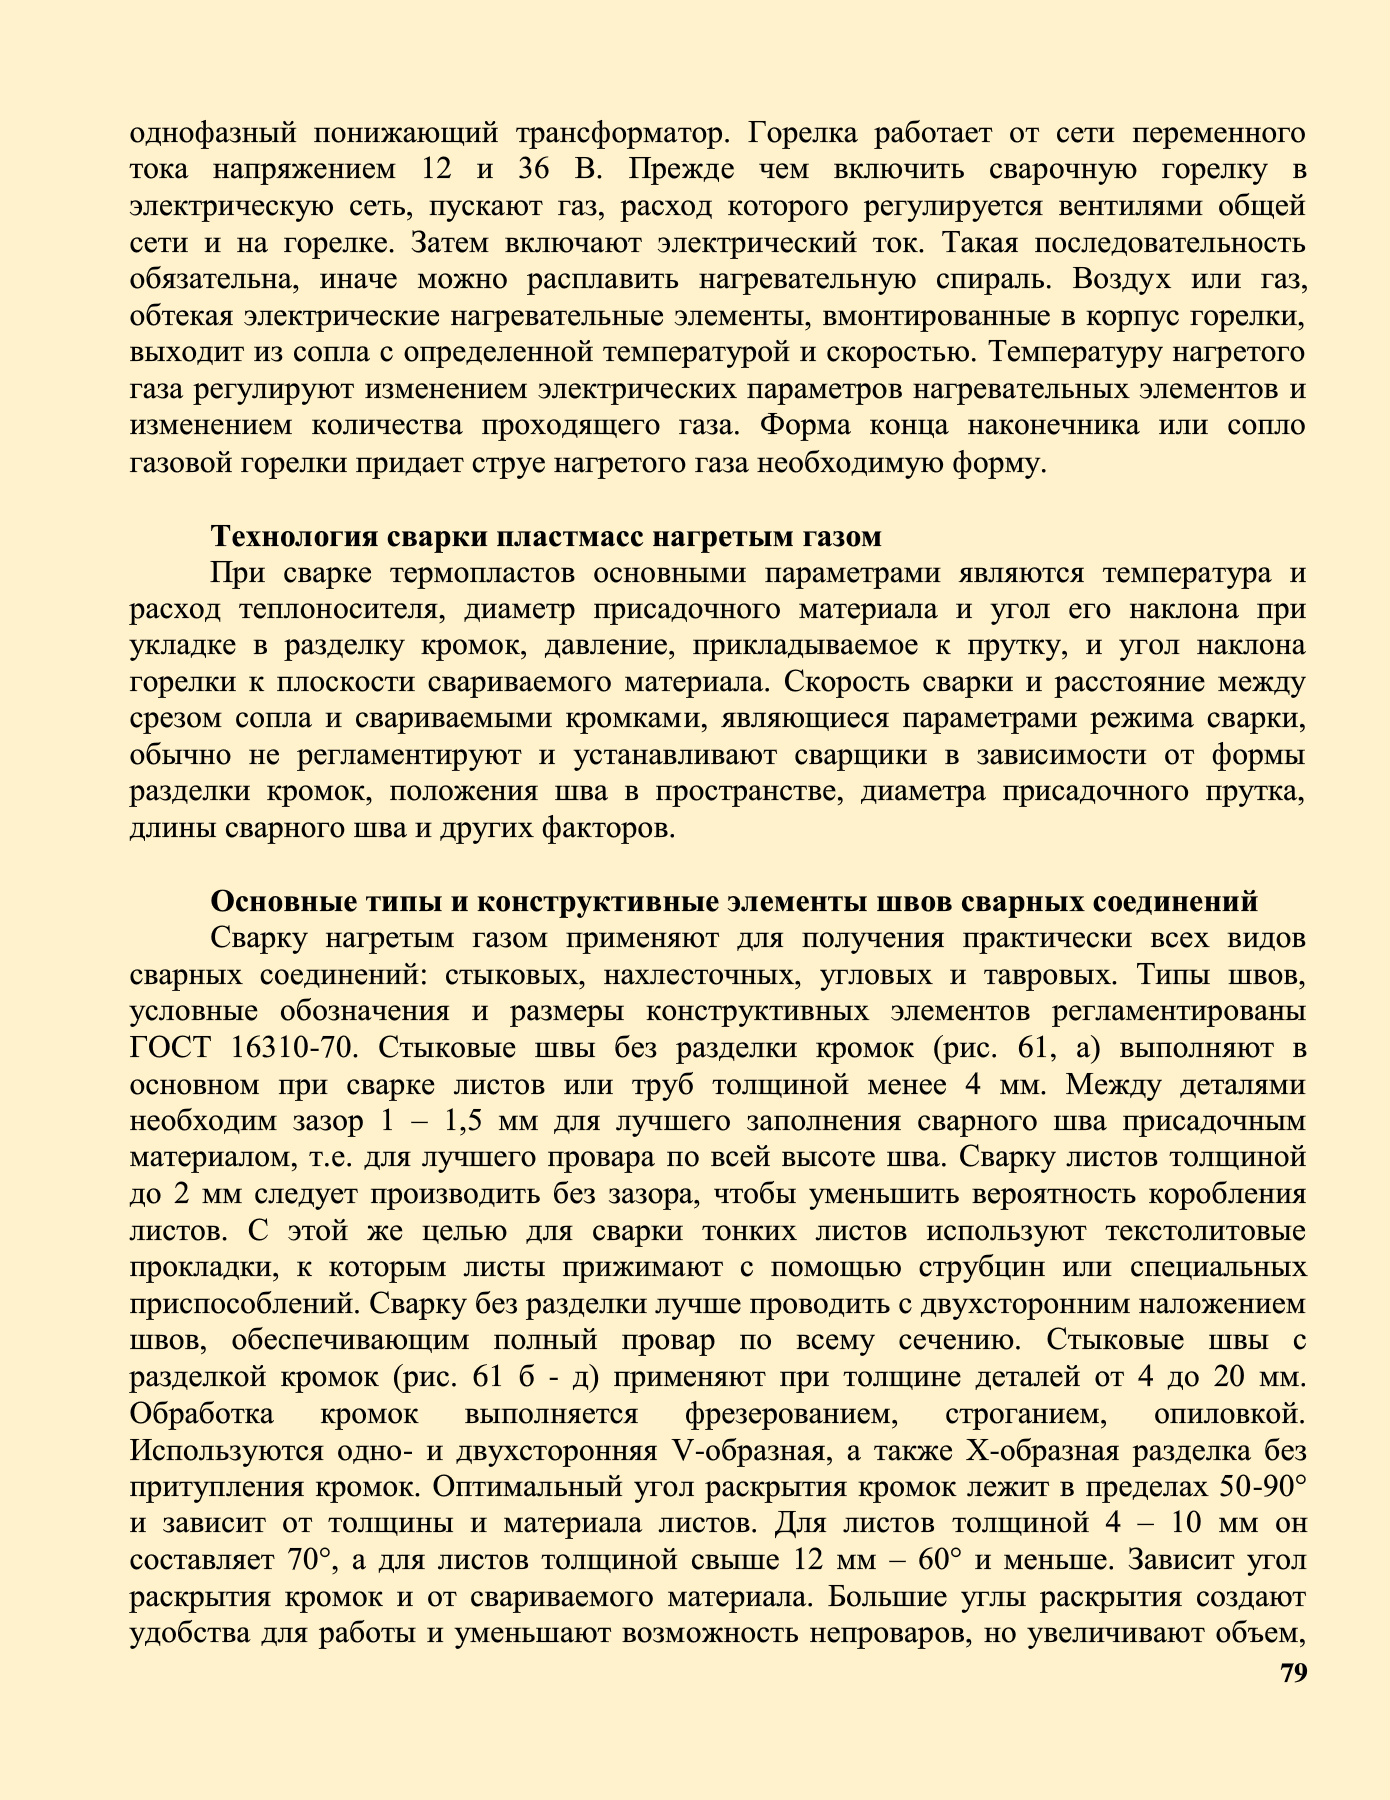 однофазный понижающий трансформатор. Горелка работает от сети переменного
тока напряжением 12 и 36 В. Прежде чем включить сварочную горелку в
электрическую сеть, пускают газ, расход которого регулируется вентилями общей
сети и на горелке. Затем включают электрический ток. Такая последовательность
обязательна, иначе можно расплавить нагревательную спираль. Воздух или газ,
обтекая электрические нагревательные элементы, вмонтированные в корпус горелки,
выходит из сопла с определенной температурой и скоростью. Температуру нагретого
газа регулируют изменением электрических параметров нагревательных элементов и
изменением количества проходящего газа. Форма конца наконечника или сопло
газовой горелки придает струе нагретого газа необходимую форму.
Технология сварки пластмасс нагретым газом
При сварке термопластов основными параметрами являются температура и
расход теплоносителя, диаметр присадочного материала и угол его наклона при
укладке в разделку кромок, давление, прикладываемое к прутку, и угол наклона
горелки к плоскости свариваемого материала. Скорость сварки и расстояние между
срезом сопла и свариваемыми кромками, являющиеся параметрами режима сварки,
обычно не регламентируют и устанавливают сварщики в зависимости от формы
разделки кромок, положения шва в пространстве, диаметра присадочного прутка,
длины сварного шва и других факторов.
Основные типы и конструктивные элементы швов сварных соединений
Сварку нагретым газом применяют для получения практически всех видов
сварных соединений: стыковых, нахлесточных, угловых и тавровых. Типы швов,
условные обозначения и размеры конструктивных элементов регламентированы
ГОСТ 16310-70. Стыковые швы без разделки кромок (рис. 61, а) выполняют в
основном при сварке листов или труб толщиной менее 4 мм. Между деталями
необходим зазор 1 – 1,5 мм для лучшего заполнения сварного шва присадочным
материалом, т.е. для лучшего провара по всей высоте шва. Сварку листов толщиной
до 2 мм следует производить без зазора, чтобы уменьшить вероятность коробления
листов. С этой же целью для сварки тонких листов используют текстолитовые
прокладки, к которым листы прижимают с помощью струбцин или специальных
приспособлений. Сварку без разделки лучше проводить с двухсторонним наложением
швов, обеспечивающим полный провар по всему сечению. Стыковые швы с
разделкой кромок (рис. 61 б - д) применяют при толщине деталей от 4 до 20 мм.
Обработка кромок выполняется фрезерованием, строганием, опиловкой.
Используются одно- и двухсторонняя V-образная, а также X-образная разделка без
притупления кромок. Оптимальный угол раскрытия кромок лежит в пределах 50-90°
и зависит от толщины и материала листов. Для листов толщиной 4 – 10 мм он
составляет 70°, а для листов толщиной свыше 12 мм – 60° и меньше. Зависит угол
раскрытия кромок и от свариваемого материала. Большие углы раскрытия создают
удобства для работы и уменьшают возможность непроваров, но увеличивают объем,
79